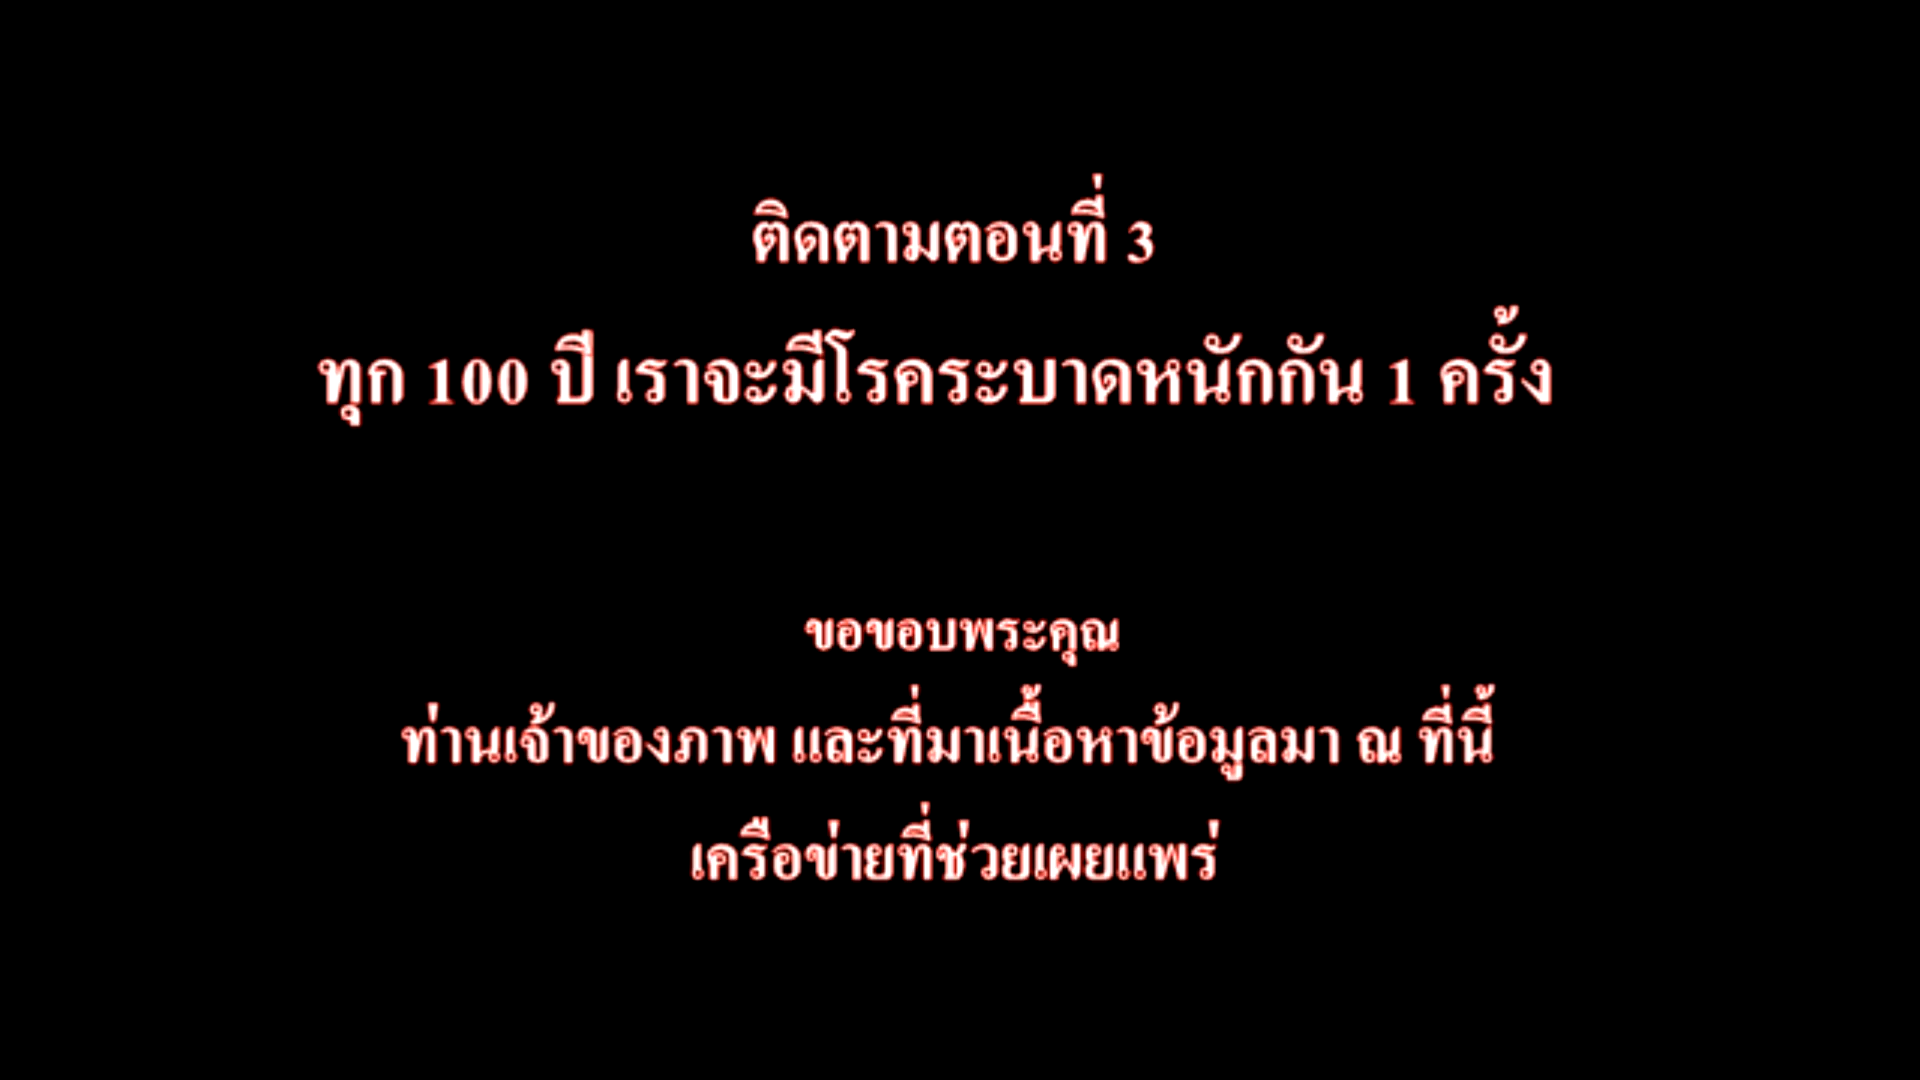 ติดตามตอนที่ 3
ทุก 100 ปี เราจะมีโรคระบาดหนักกัน 1 ครั้ง
ขอขอบพระคุณ
ท่านเจ้าของภาพ และที่มาเนื้อหาข้อมูลมา ณ ที่นี้
เครือข่ายที่ช่วยเผยแพร่